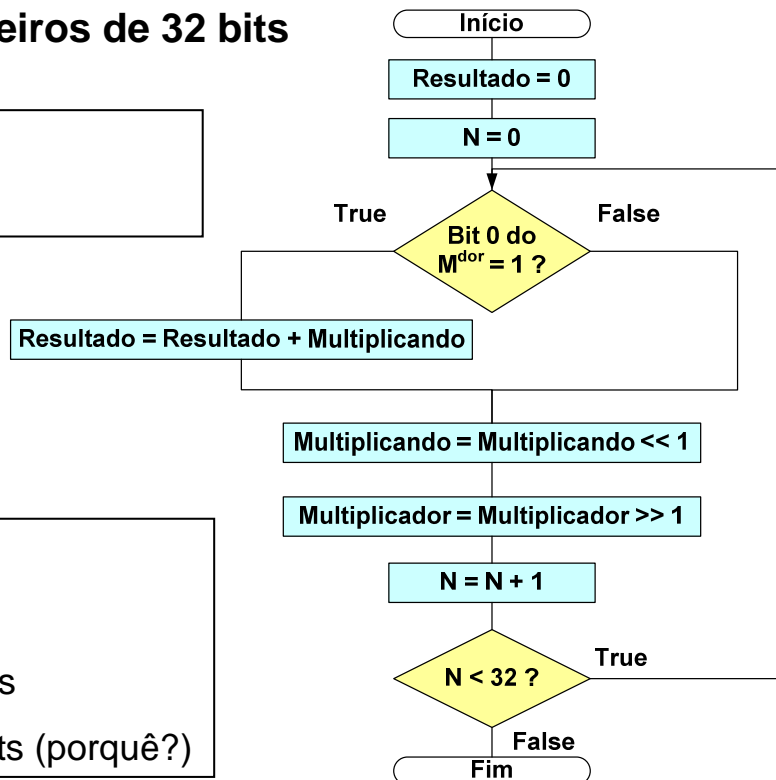 eiros de 32 bits
Início
Resultado = 0
N = 0
True
False
Bit 0 do
M^dor = 1 ?
Resultado = Resultado + Multiplicando
Multiplicando = Multiplicando << 1
Multiplicador = Multiplicador >> 1
N = N + 1
s
N < 32 ?
True
ts (porquê?)
False
Fim